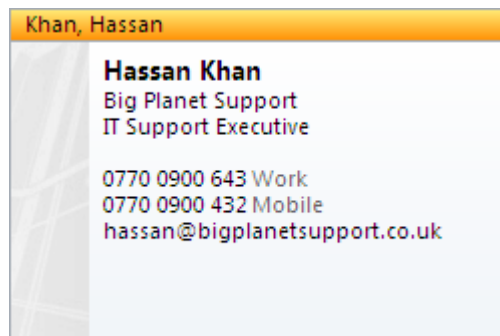 Khan, Hassan
Hassan Khan
Big Planet Support
IT Support Executive
0770 0900 643 Work
0770 0900 432 Mobile
hassan@bigplanetsupport.co.uk